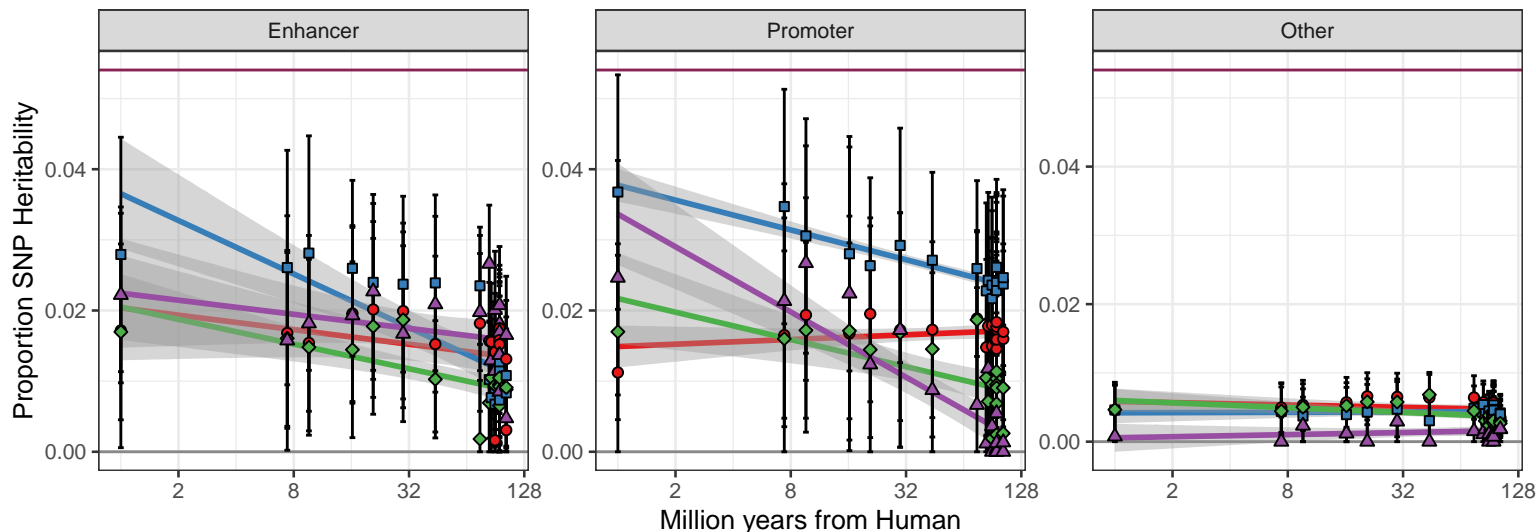 Enhancer Promoter Other
Proportion SNP Heritability
0.04 0.04 0.04
0.02 0.02 0.02
0.00 0.00 0.00
2 8 32 128 2 8 32 128 2 8 32 128
Million years from Human